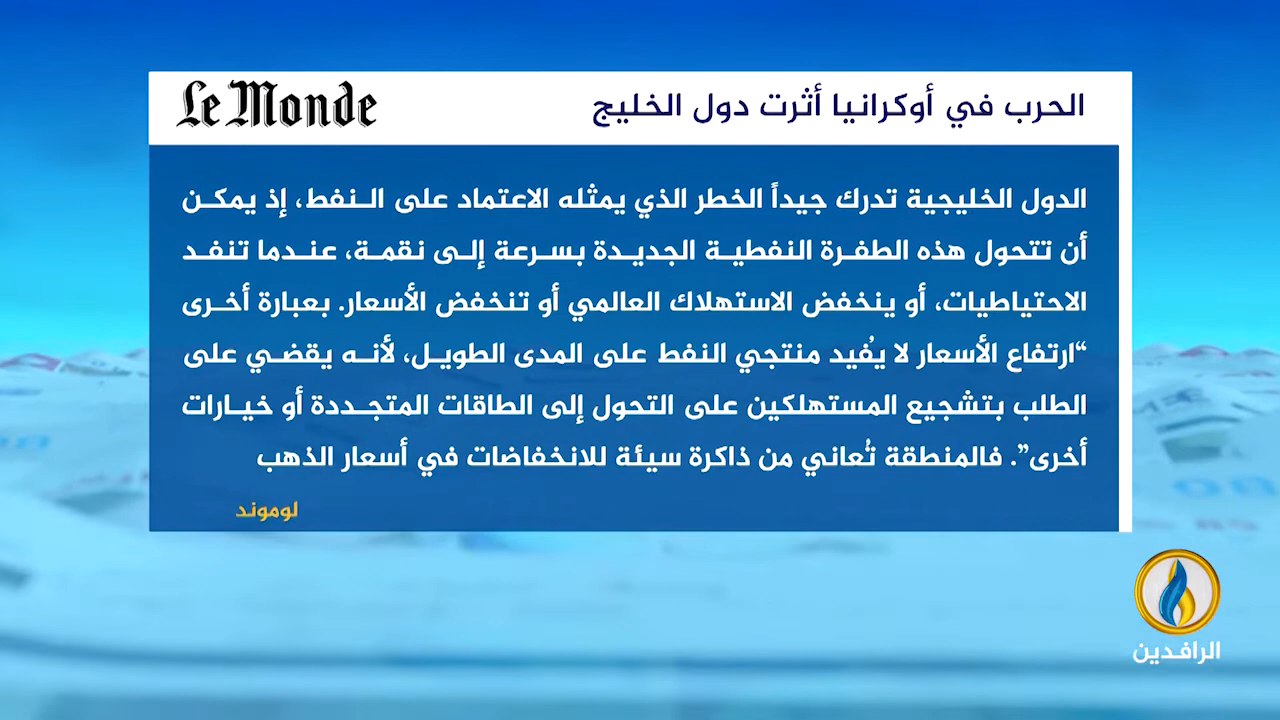 الحرب في أوكرانيا أثرت دول الخليج
Le Monde
الدول الخليجية تدرك جيداً الخطر الذي يمثله الاعتماد على النفط، إذ يمكن
أن تتحول هذه الطفرة النفطية الجديدة بسرعة إلى نقمة، عندما تنفد
الاحتياطيات، أو ينخفض الاستهلاك العالمي أو تنخفض الأسعار. بعبارة أخرى
“ارتفاع الأسعار لا يُفيد منتجي النفط على المدى الطويل، لأنه يقضي على
الطلب بتشجيع المستهلكين على التحول إلى الطاقات المتجددة أو خيارات
أخرى”. فالمنطقة تُعاني من ذاكرة سيئة للانخفاضات في أسعار الذهب
لوموند
الرافدين